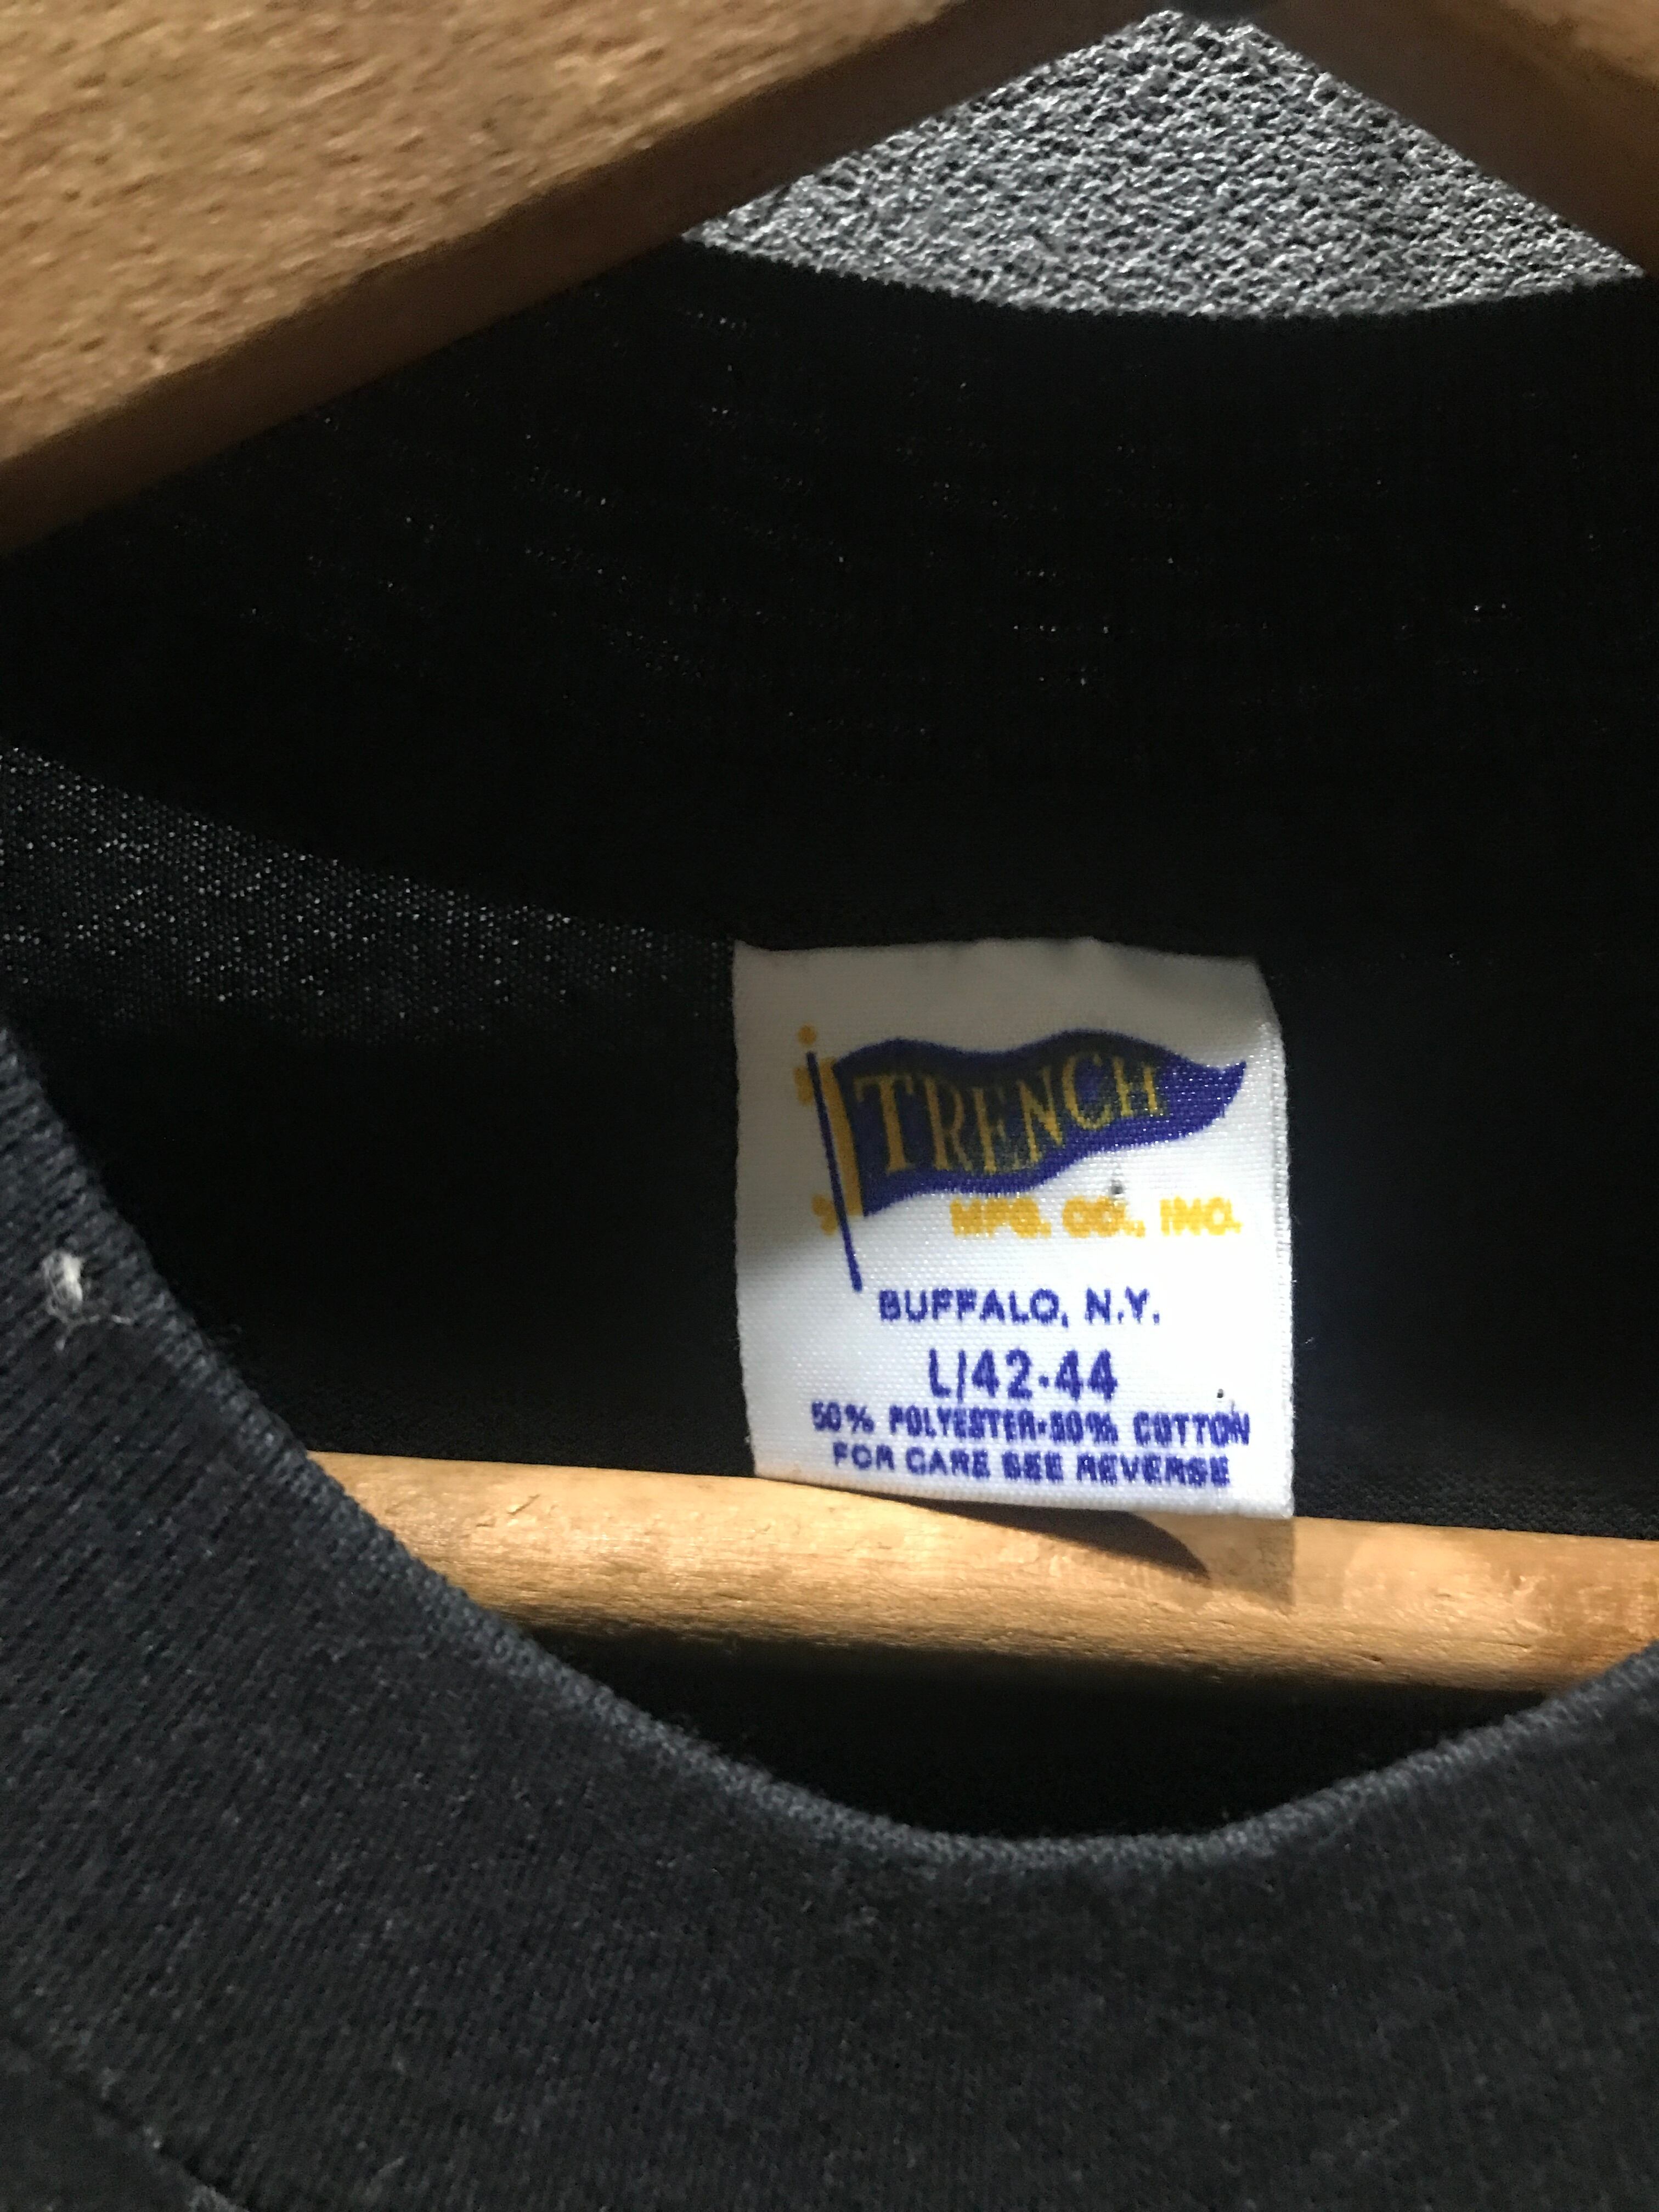 TRENCH
MFG. CO., INC.
BUFFALO, N.Y.
L/42-44
50% POLYESTER•50% COTTON
FOR CARE SEE REVERSE